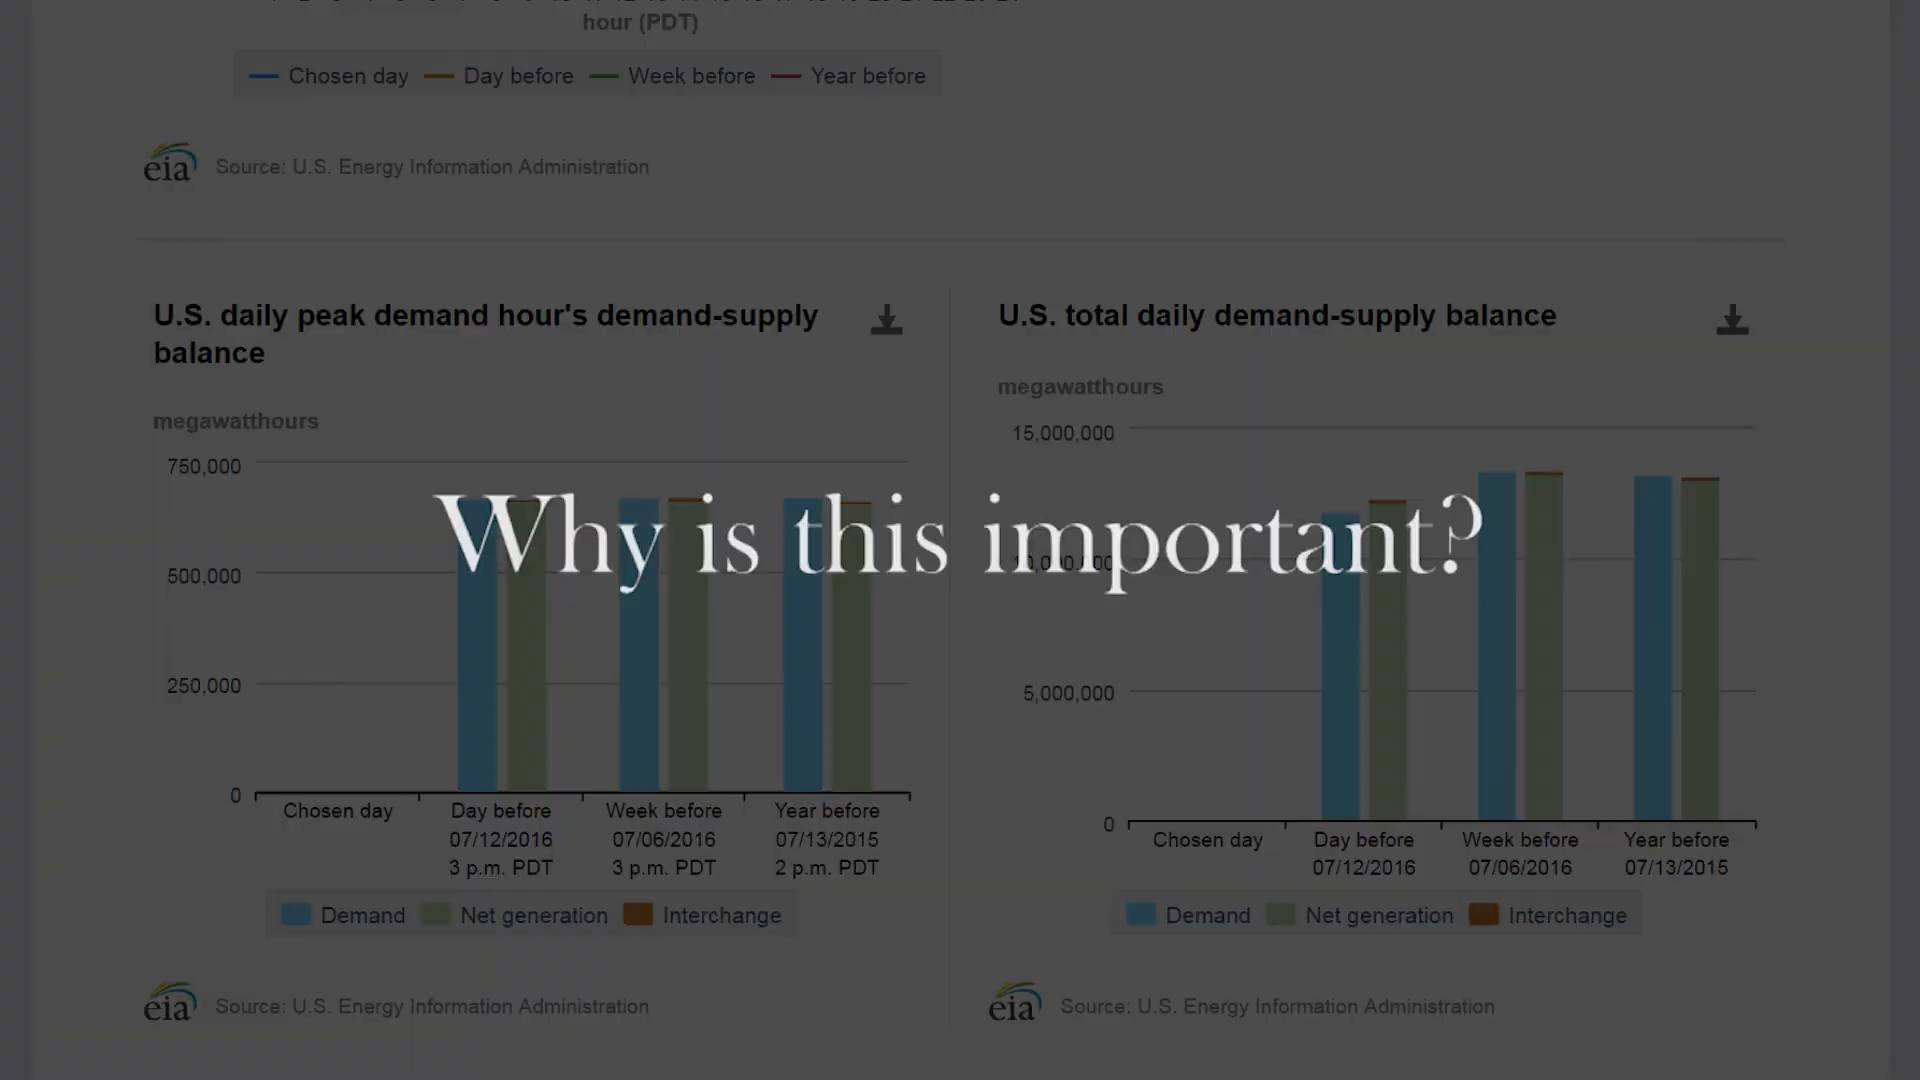 hour (PDT)
Chosen day Day before Week before Year before
eia Source: U.S. Energy Information Administration
U.S. daily peak demand hour's demand-supply
balance
megawatthours
750,000
500,000
250,000
0
Chosen day Day before Week before Year before
07/12/2016 07/06/2016 07/13/2015
3 p.m. PDT 3 p.m. PDT 2 p.m. PDT
Demand Net generation Interchange
eia Source: U.S. Energy Information Administration
U.S. total daily demand-supply balance
megawatthours
15,000,000
10,000,000
5,000,000
0
Chosen day Day before Week before Year before
07/12/2016 07/06/2016 07/13/2015
Demand Net generation Interchange
eia Source: U.S. Energy Information Administration
Why is this important?